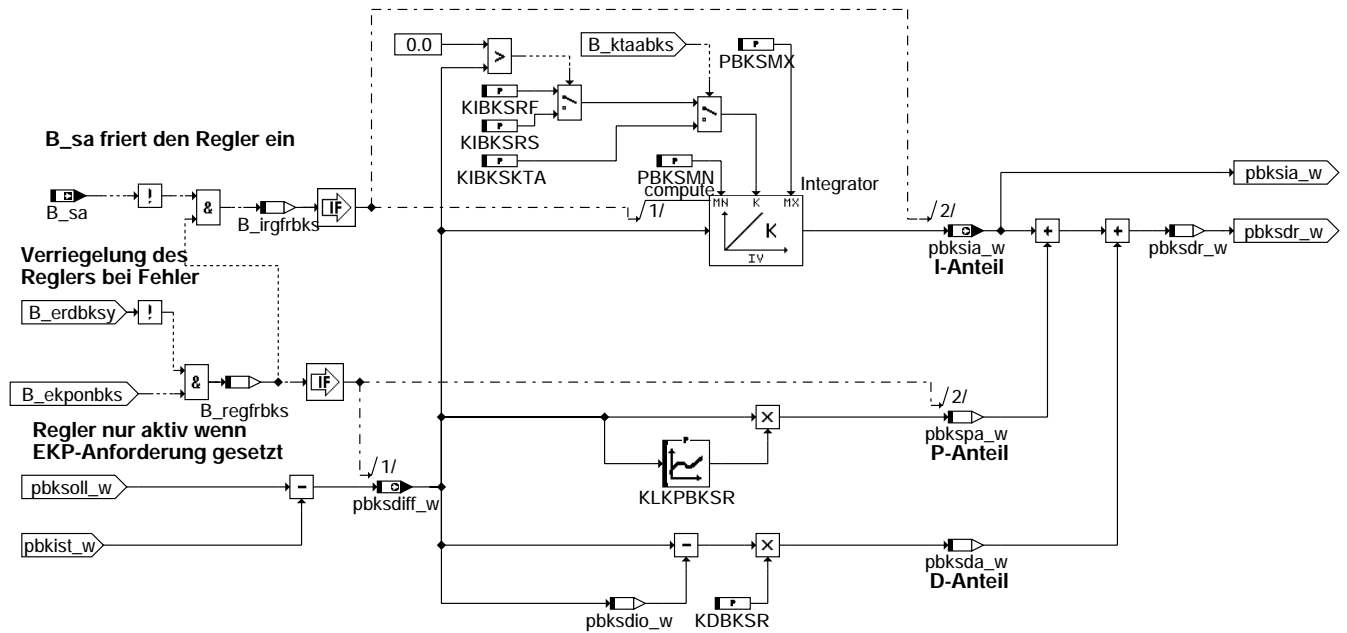 0.0
>
B_ktaabks
P
PBKSMX
P
KIBKSRF
P
KIBKSRS
P
KIBKSKTA
P
PBKSMN
B_sa friert den Regler ein
B_sa
!
&
B_irgfrbks
IF
compute
1/
MN K MX
K
IV
Integrator
2/
pbksia_w
I-Anteil
+
+
pbksdr_w
pbksia_w
pbksdr_w
Verriegelung des
Reglers bei Fehler
B_erdbksy
!
B_ekponbks
&
B_regfrbks
IF
2/
pbkspa_w
P-Anteil
Regler nur aktiv wenn
EKP-Anforderung gesetzt
1/
pbksoll_w
-
pbksdiff_w
pbkist_w
P
KLKPBKSR
X
-
X
pbksda_w
D-Anteil
pbksdio_w
P
KDBKSR